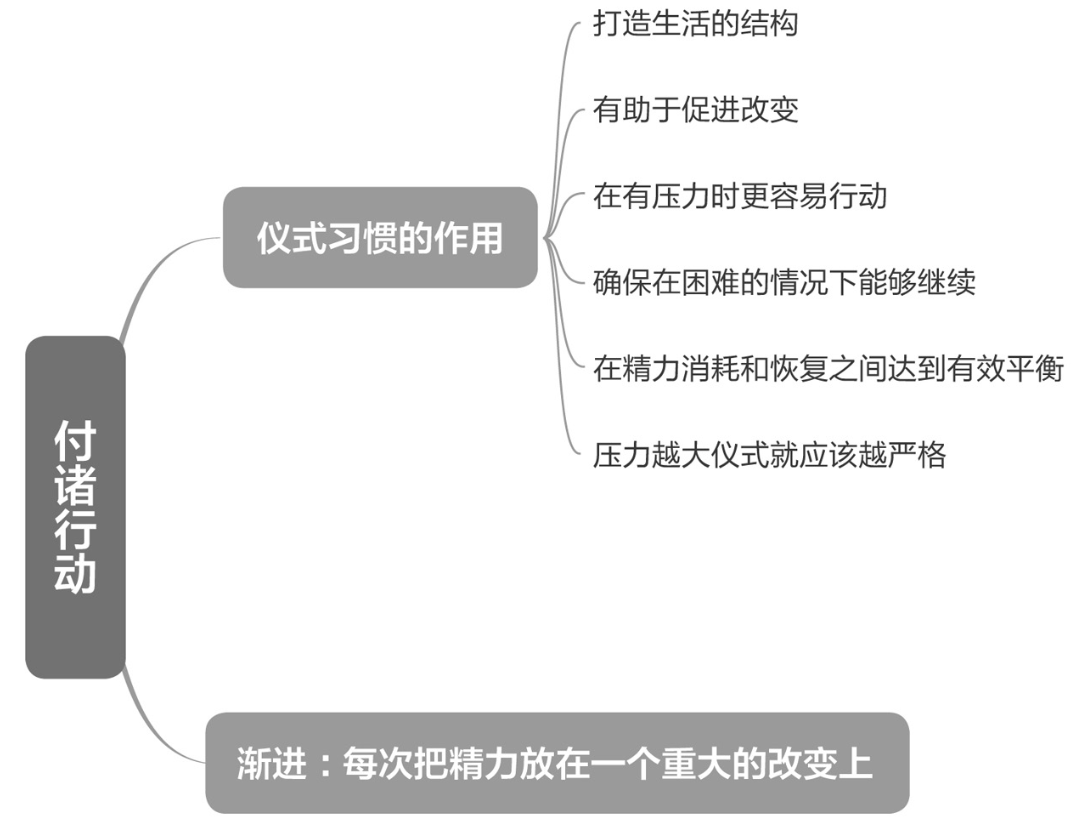 付诸行动
仪式习惯的作用
打造生活的结构
有助于促进改变
在有压力时更容易行动
确保在困难的情况下能够继续
在精力消耗和恢复之间达到有效平衡
压力越大仪式就应该越严格
渐进：每次把精力放在一个重大的改变上